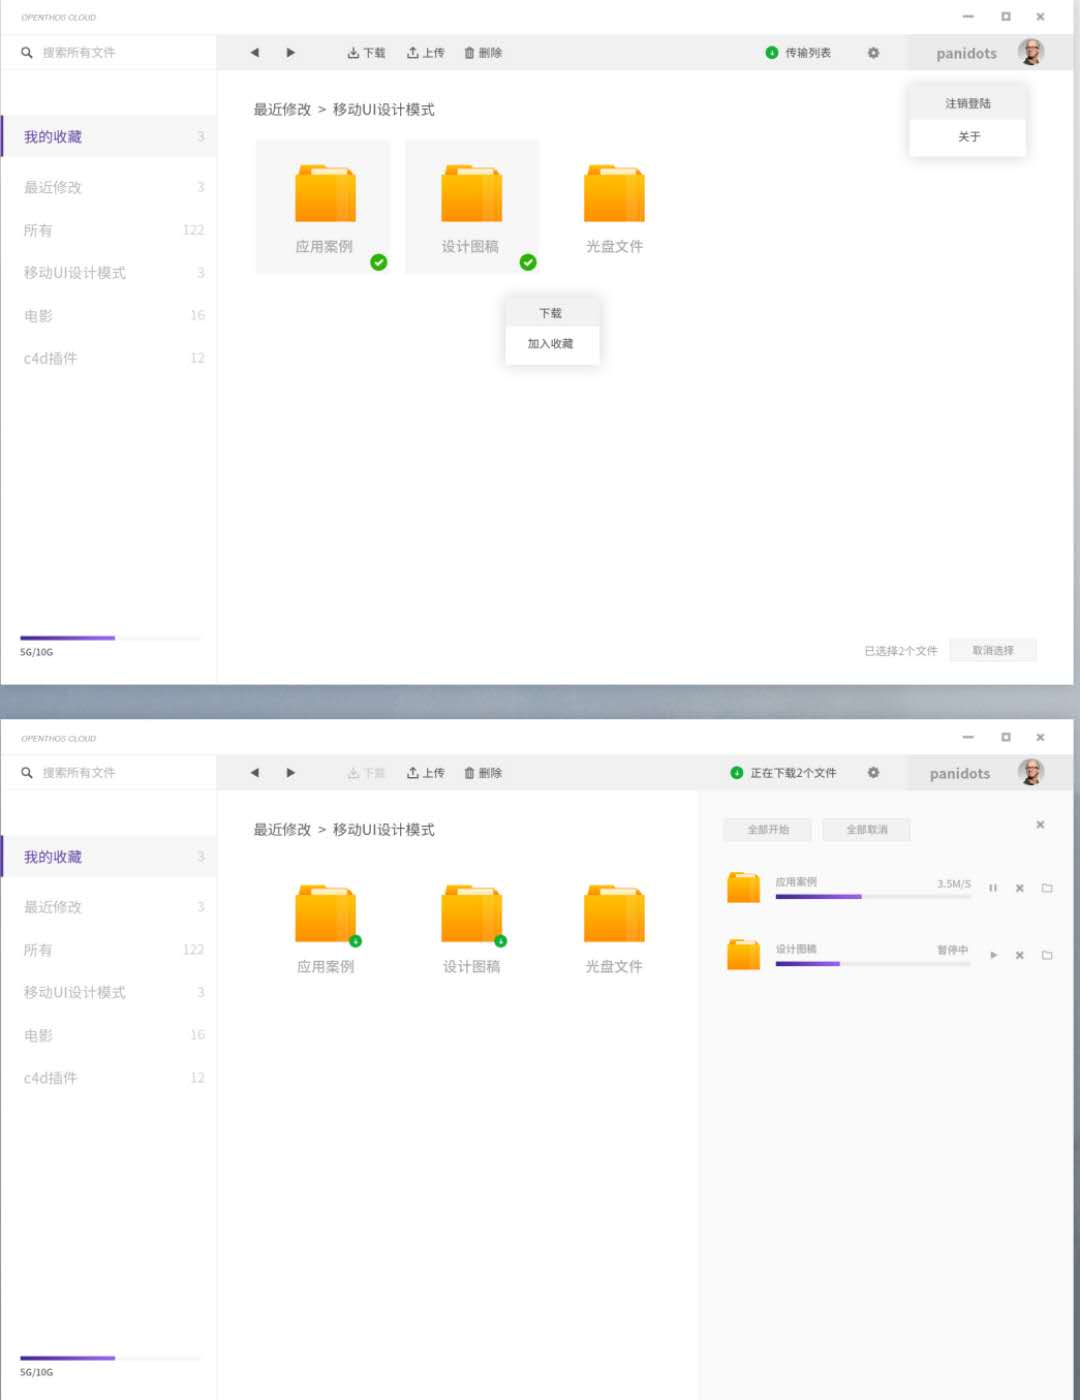 OPENTHOS CLOUD
搜索所有文件
下载 上传 删除 传输列表 panidots
注销登陆
关于
最近修改 > 移动UI设计模式
我的收藏 3
最近修改 3
所有 122
移动UI设计模式 3
电影 16
c4d插件 12
应用案例 设计图稿 光盘文件
下载
加入收藏
5G/10G
已选择2个文件 取消选择
OPENTHOS CLOUD
搜索所有文件
下载 上传 删除 正在下载2个文件 panidots
最近修改 > 移动UI设计模式
我的收藏 3
最近修改 3
所有 122
移动UI设计模式 3
电影 16
c4d插件 12
应用案例 设计图稿 光盘文件
全部开始 全部取消
应用案例 3.5M/S
设计图稿 暂停中
5G/10G